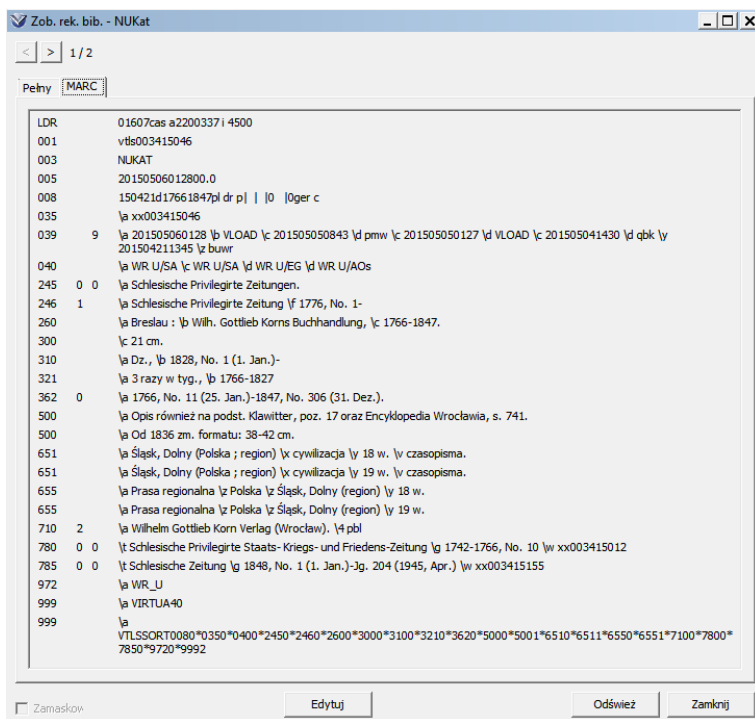 Zob. rek. bib. - NUKat
< > 1 / 2
Pełny MARC
LDR 01607cas a2200337 i 4500
001 vtls003415046
003 NUKAT
005 20150506012800.0
008 150421d17661847pl dr p| | |0 |0ger c
035 \a xx003415046
039 9 \a 201505060128 \b VLOAD \c 201505050843 \d pmw \c 201505050127 \d VLOAD \c 201505041430 \d qbk \y
201504211345 \z buwr
040 \a WR U/SA \c WR U/SA \d WR U/EG \d WR U/AOs
245 0 0 \a Schlesische Privilegirte Zeitungen.
246 1 \a Schlesische Privilegirte Zeitung \f 1776, No. 1-
260 \a Breslau : \b Wilh. Gottlieb Korns Buchhandlung, \c 1766-1847.
300 \c 21 cm.
310 \a Dz., \b 1828, No. 1 (1. Jan.)-
321 \a 3 razy w tyg., \b 1766-1827
362 0 \a 1766, No. 11 (25. Jan.)-1847, No. 306 (31. Dez.).
500 \a Opis również na podst. Klawitter, poz. 17 oraz Encyklopedia Wrocławia, s. 741.
500 \a Od 1836 zm. formatu: 38-42 cm.
651 \a Śląsk, Dolny (Polska ; region) \x cywilizacja \y 18 w. \v czasopisma.
651 \a Śląsk, Dolny (Polska ; region) \x cywilizacja \y 19 w. \v czasopisma.
655 \a Prasa regionalna \z Polska \z Śląsk, Dolny (region) \y 18 w.
655 \a Prasa regionalna \z Polska \z Śląsk, Dolny (region) \y 19 w.
710 2 \a Wilhelm Gottlieb Korn Verlag (Wrocław). \4 pbl
780 0 0 \t Schlesische Privilegirte Staats- Kriegs- und Friedens-Zeitung \g 1742-1766, No. 10 \w xx003415012
785 0 0 \t Schlesische Zeitung \g 1848, No. 1 (1. Jan.)-Jg. 204 (1945, Apr.) \w xx003415155
972 \a WR_U
999 \a VIRTUA40
999 \a
VTLSSORT0080*0350*0400*2450*2460*2600*3000*3100*3210*3620*5000*5001*6510*6511*6550*6551*7100*7800*
7850*9720*9992
Zamaskow Edytuj Odśwież Zamknij